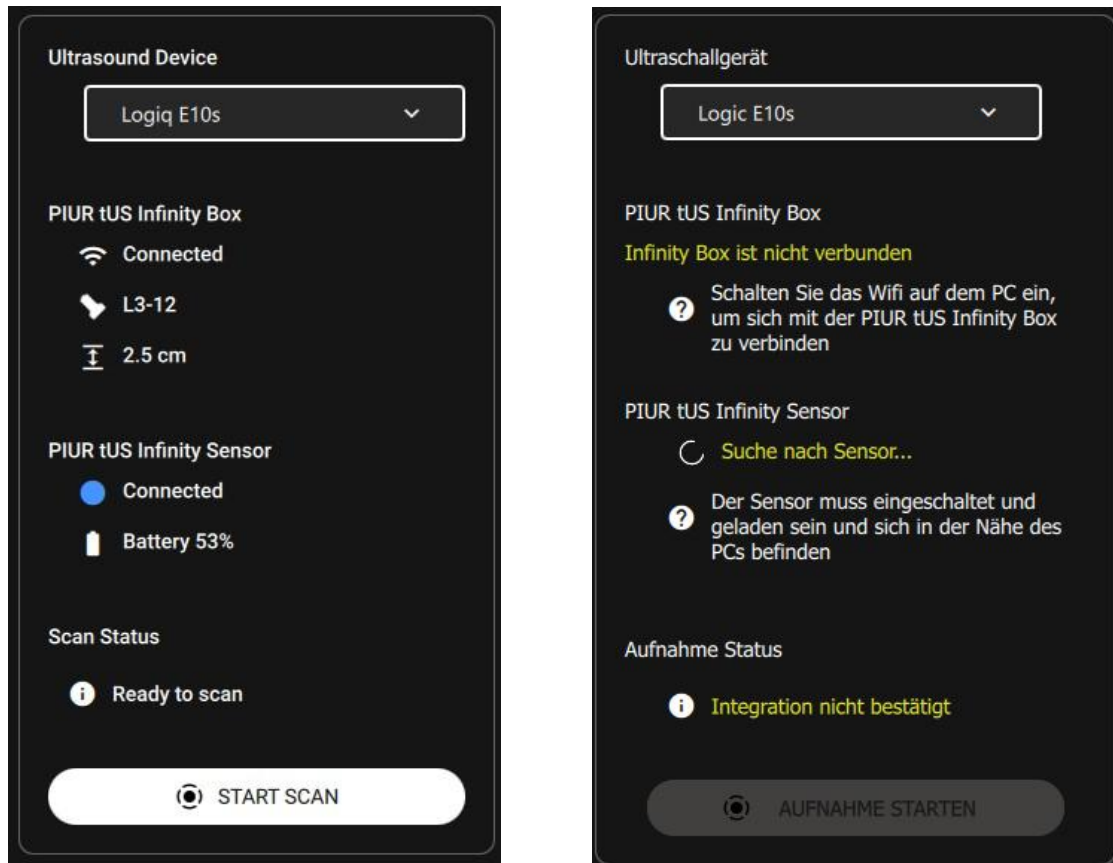 Ultrasound Device
Logiq E10s
PIUR tUS Infinity Box
Connected
L3-12
2.5 cm
PIUR tUS Infinity Sensor
Connected
Battery 53%
Scan Status
Ready to scan
START SCAN
Ultraschallgerät
Logic E10s
PIUR tUS Infinity Box
Infinity Box ist nicht verbunden
Schalten Sie das Wifi auf dem PC ein,
um sich mit der PIUR tUS Infinity Box
zu verbinden
PIUR tUS Infinity Sensor
Suche nach Sensor...
Der Sensor muss eingeschaltet und
geladen sein und sich in der Nähe des
PCs befinden
Aufnahme Status
Integration nicht bestätigt
AUFNAHME STARTEN